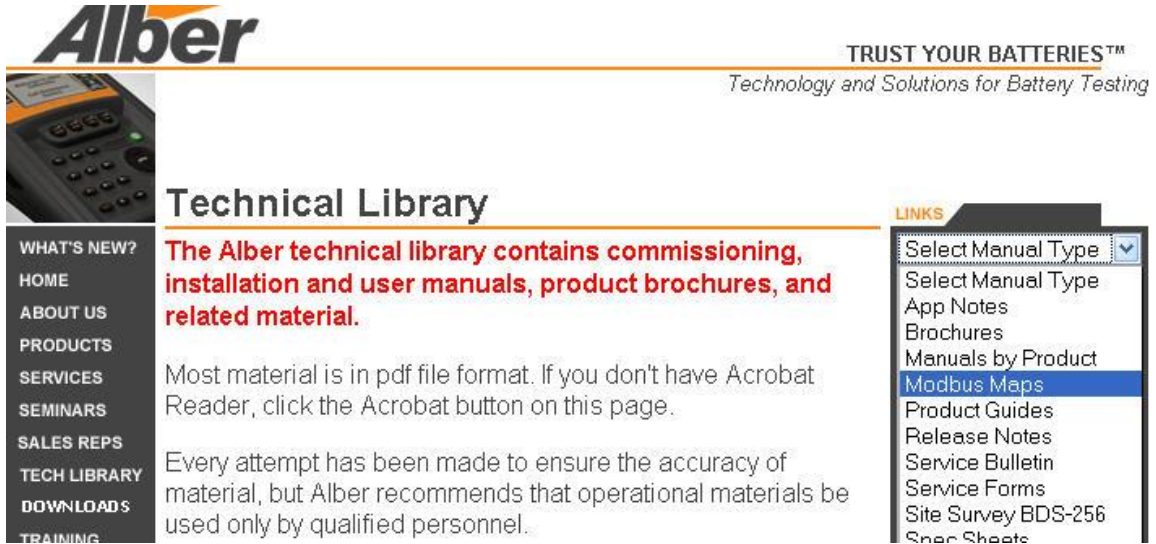 Alber
TRUST YOUR BATTERIES™
Technology and Solutions for Battery Testing
Technical Library
LINKS
WHAT'S NEW?
HOME
ABOUT US
PRODUCTS
SERVICES
SEMINARS
SALES REPS
TECH LIBRARY
DOWNLOADS
TRAINING
The Alber technical library contains commissioning,
installation and user manuals, product brochures, and
related material.
Most material is in pdf file format. If you don't have Acrobat
Reader, click the Acrobat button on this page.
Every attempt has been made to ensure the accuracy of
material, but Alber recommends that operational materials be
used only by qualified personnel.
Select Manual Type
Select Manual Type
App Notes
Brochures
Manuals by Product
Modbus Maps
Product Guides
Release Notes
Service Bulletin
Service Forms
Site Survey BDS-256
Spec Sheets